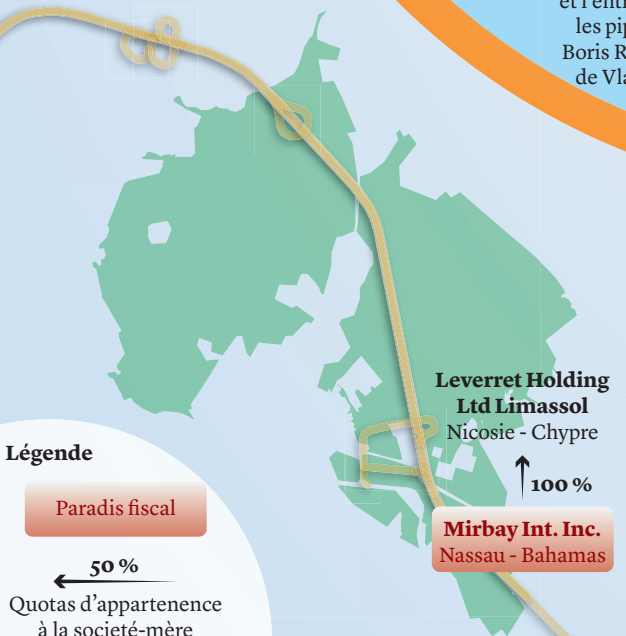 les pip
Boris R
de Vla
Leverret Holding
Ltd Limassol
Nicosie - Chypre
100 %
Mirbay Int. Inc.
Nassau - Bahamas
Légende
Paradis fiscal
50 %
Quotas d’appartenence
à la societé-mère